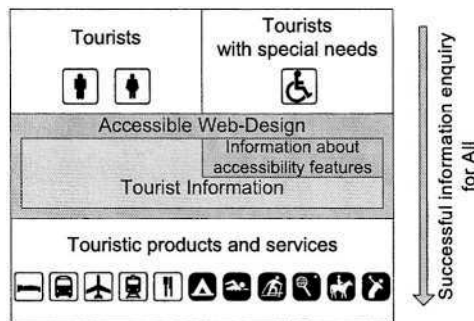 Tourists
Tourists
with special needs
Accessible Web-Design
Information about
accessibility features
Tourist Information
Touristic products and services
Successful information enquiry
for All